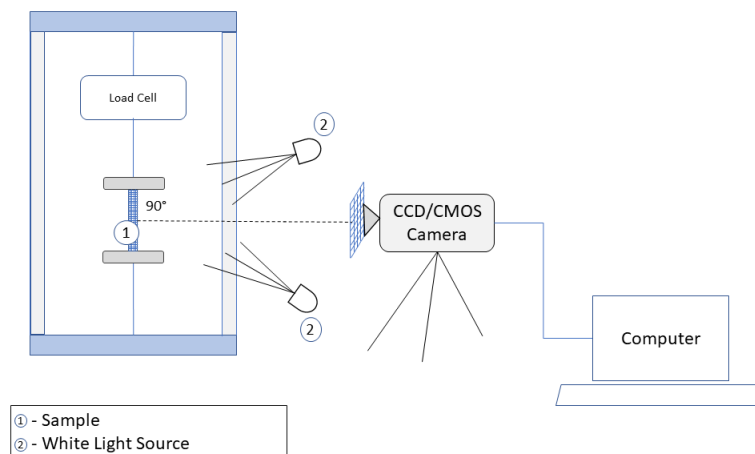 Load Cell
2
90°
1
CCD/CMOS
Camera
2
Computer
1 - Sample
2 - White Light Source